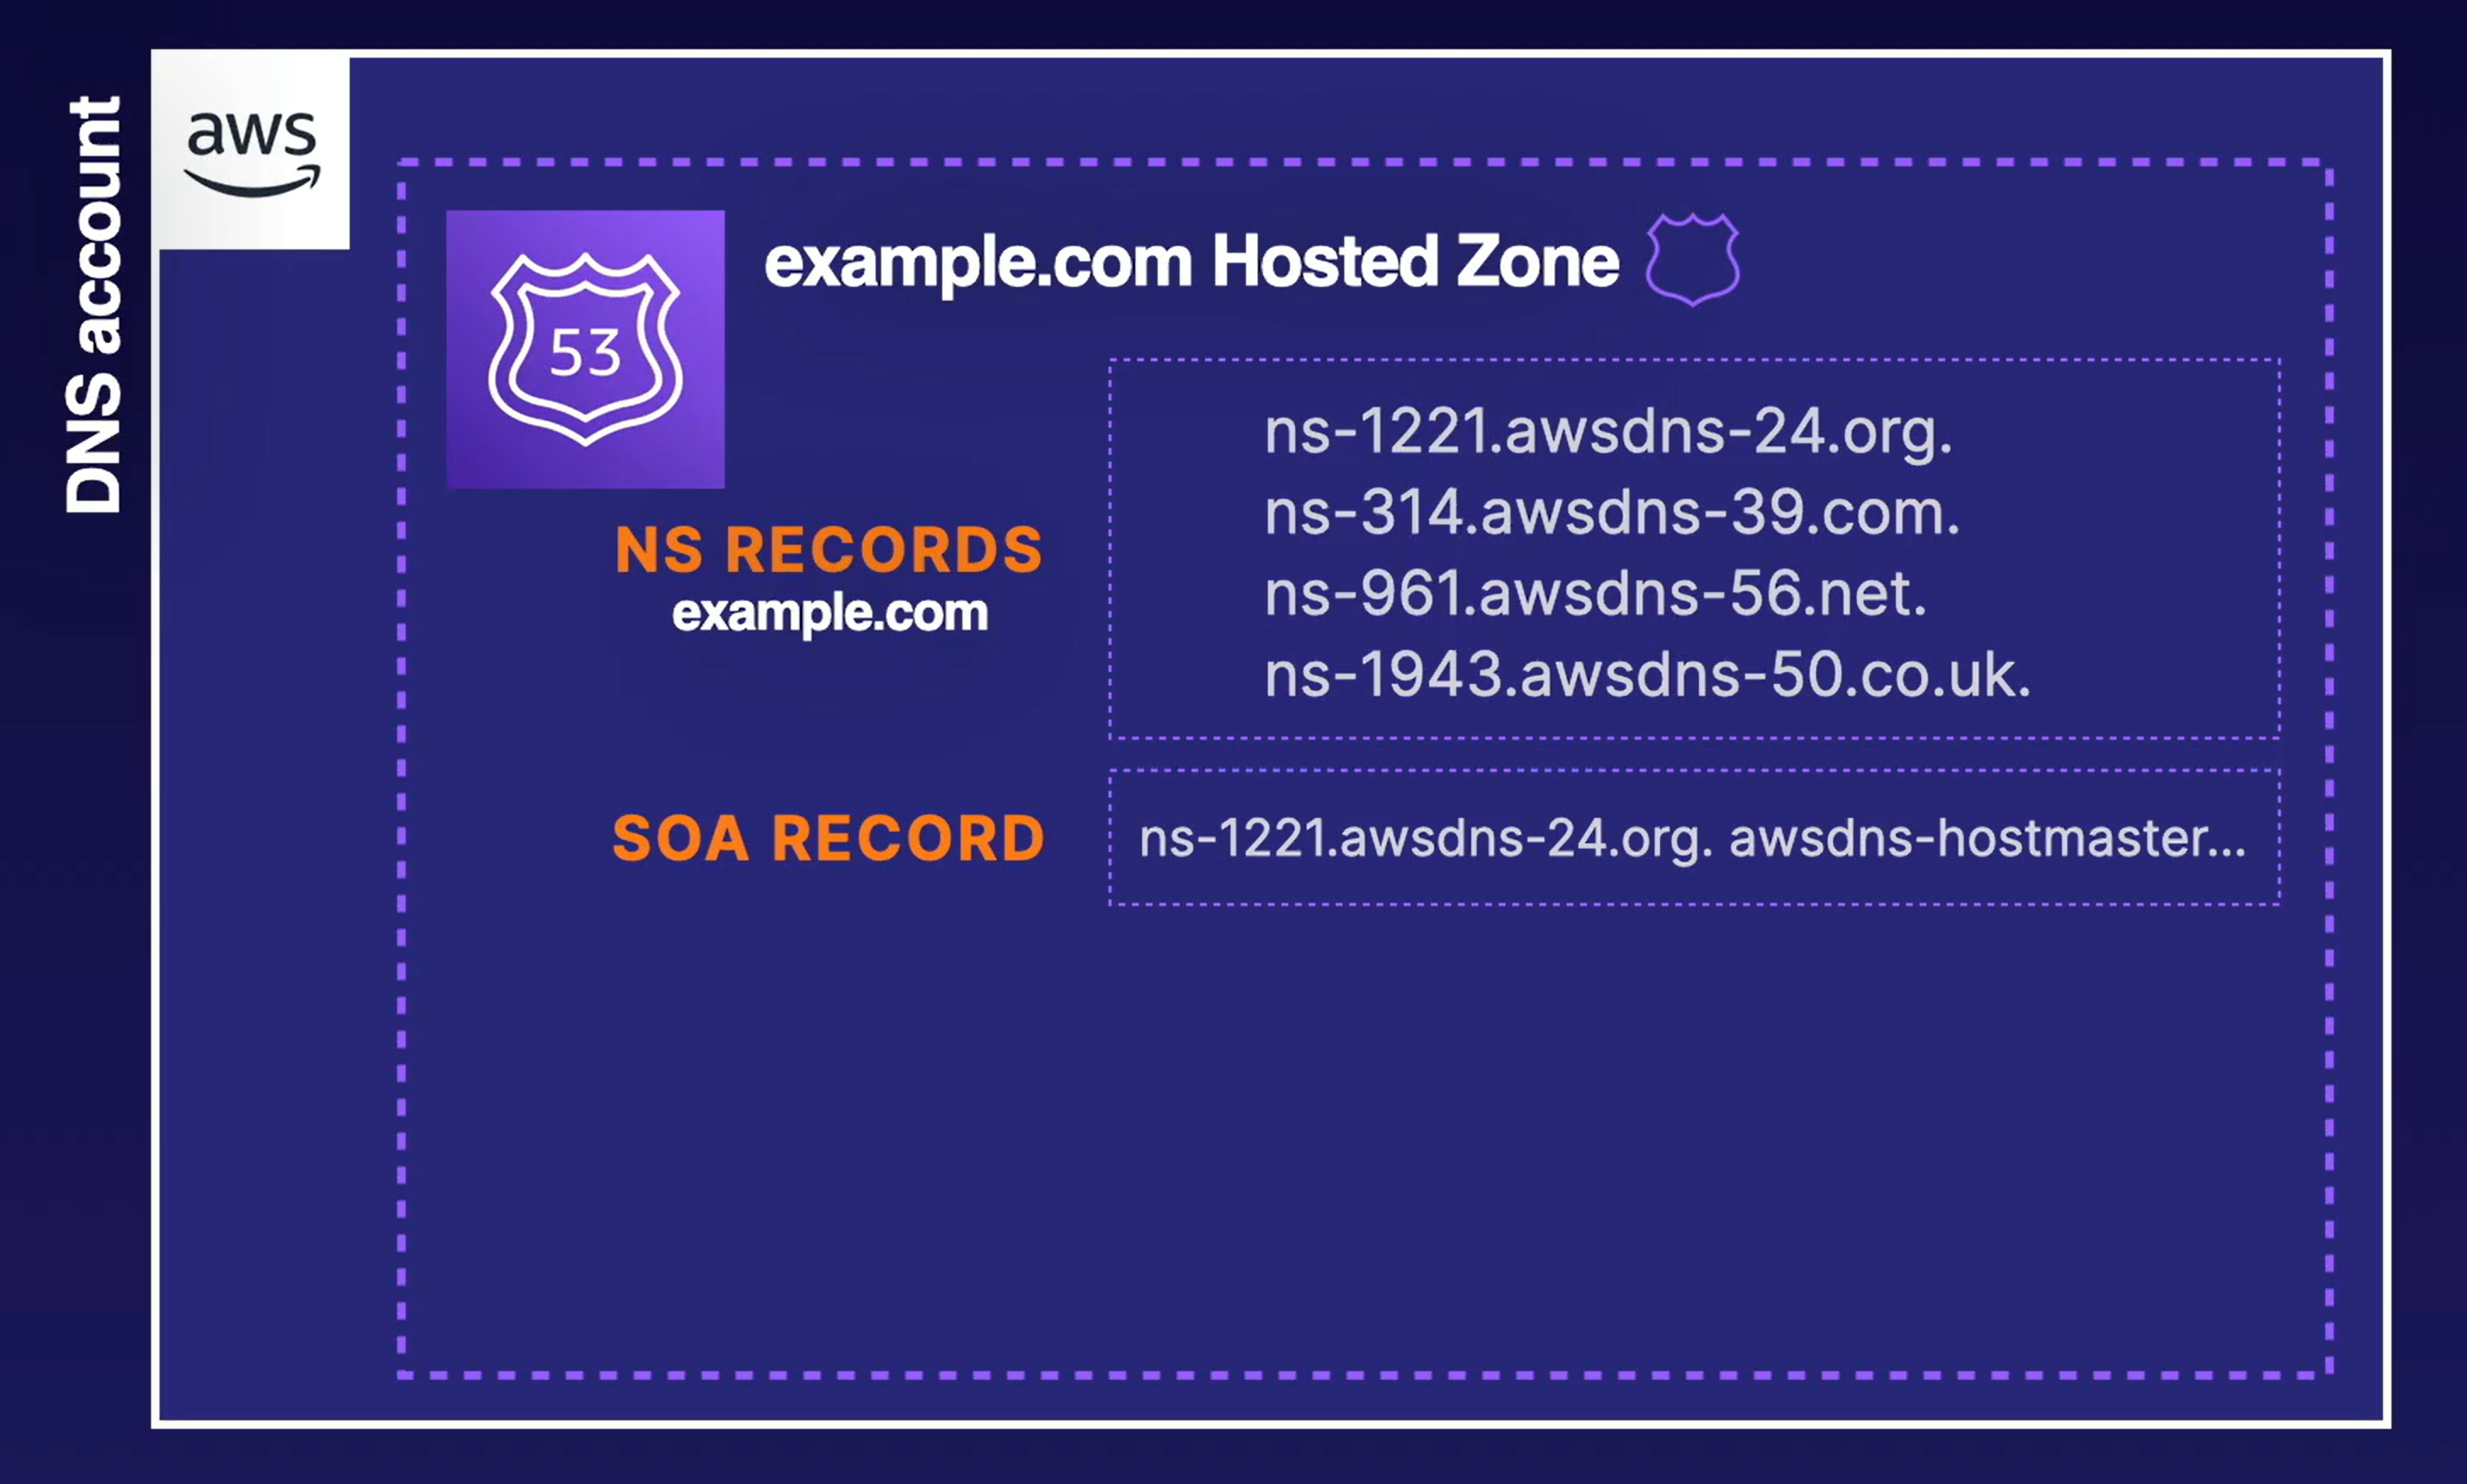 DNS account
aws
53
example.com Hosted Zone
NS RECORDS
example.com
ns-1221.awsdns-24.org.
ns-314.awsdns-39.com.
ns-961.awsdns-56.net.
ns-1943.awsdns-50.co.uk.
SOA RECORD
ns-1221.awsdns-24.org. awsdns-hostmaster...